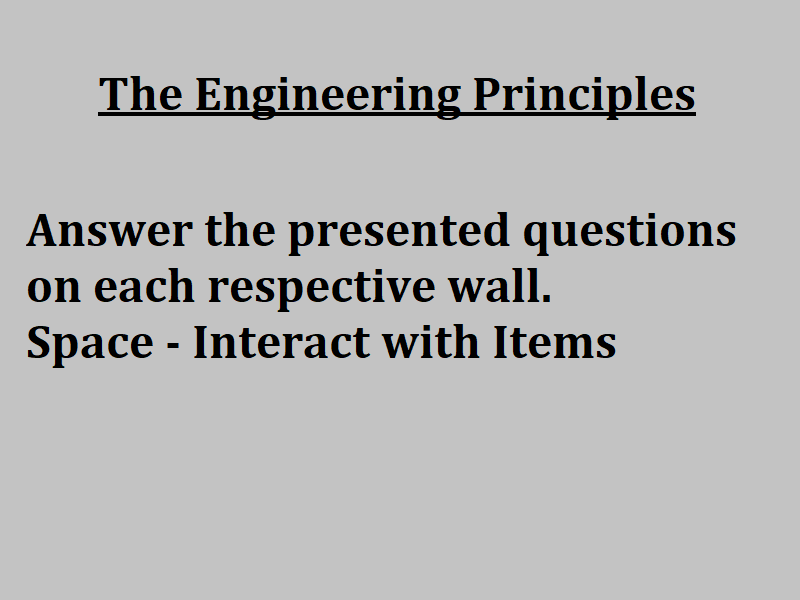 The Engineering Principles
Answer the presented questions
on each respective wall.
Space - Interact with Items